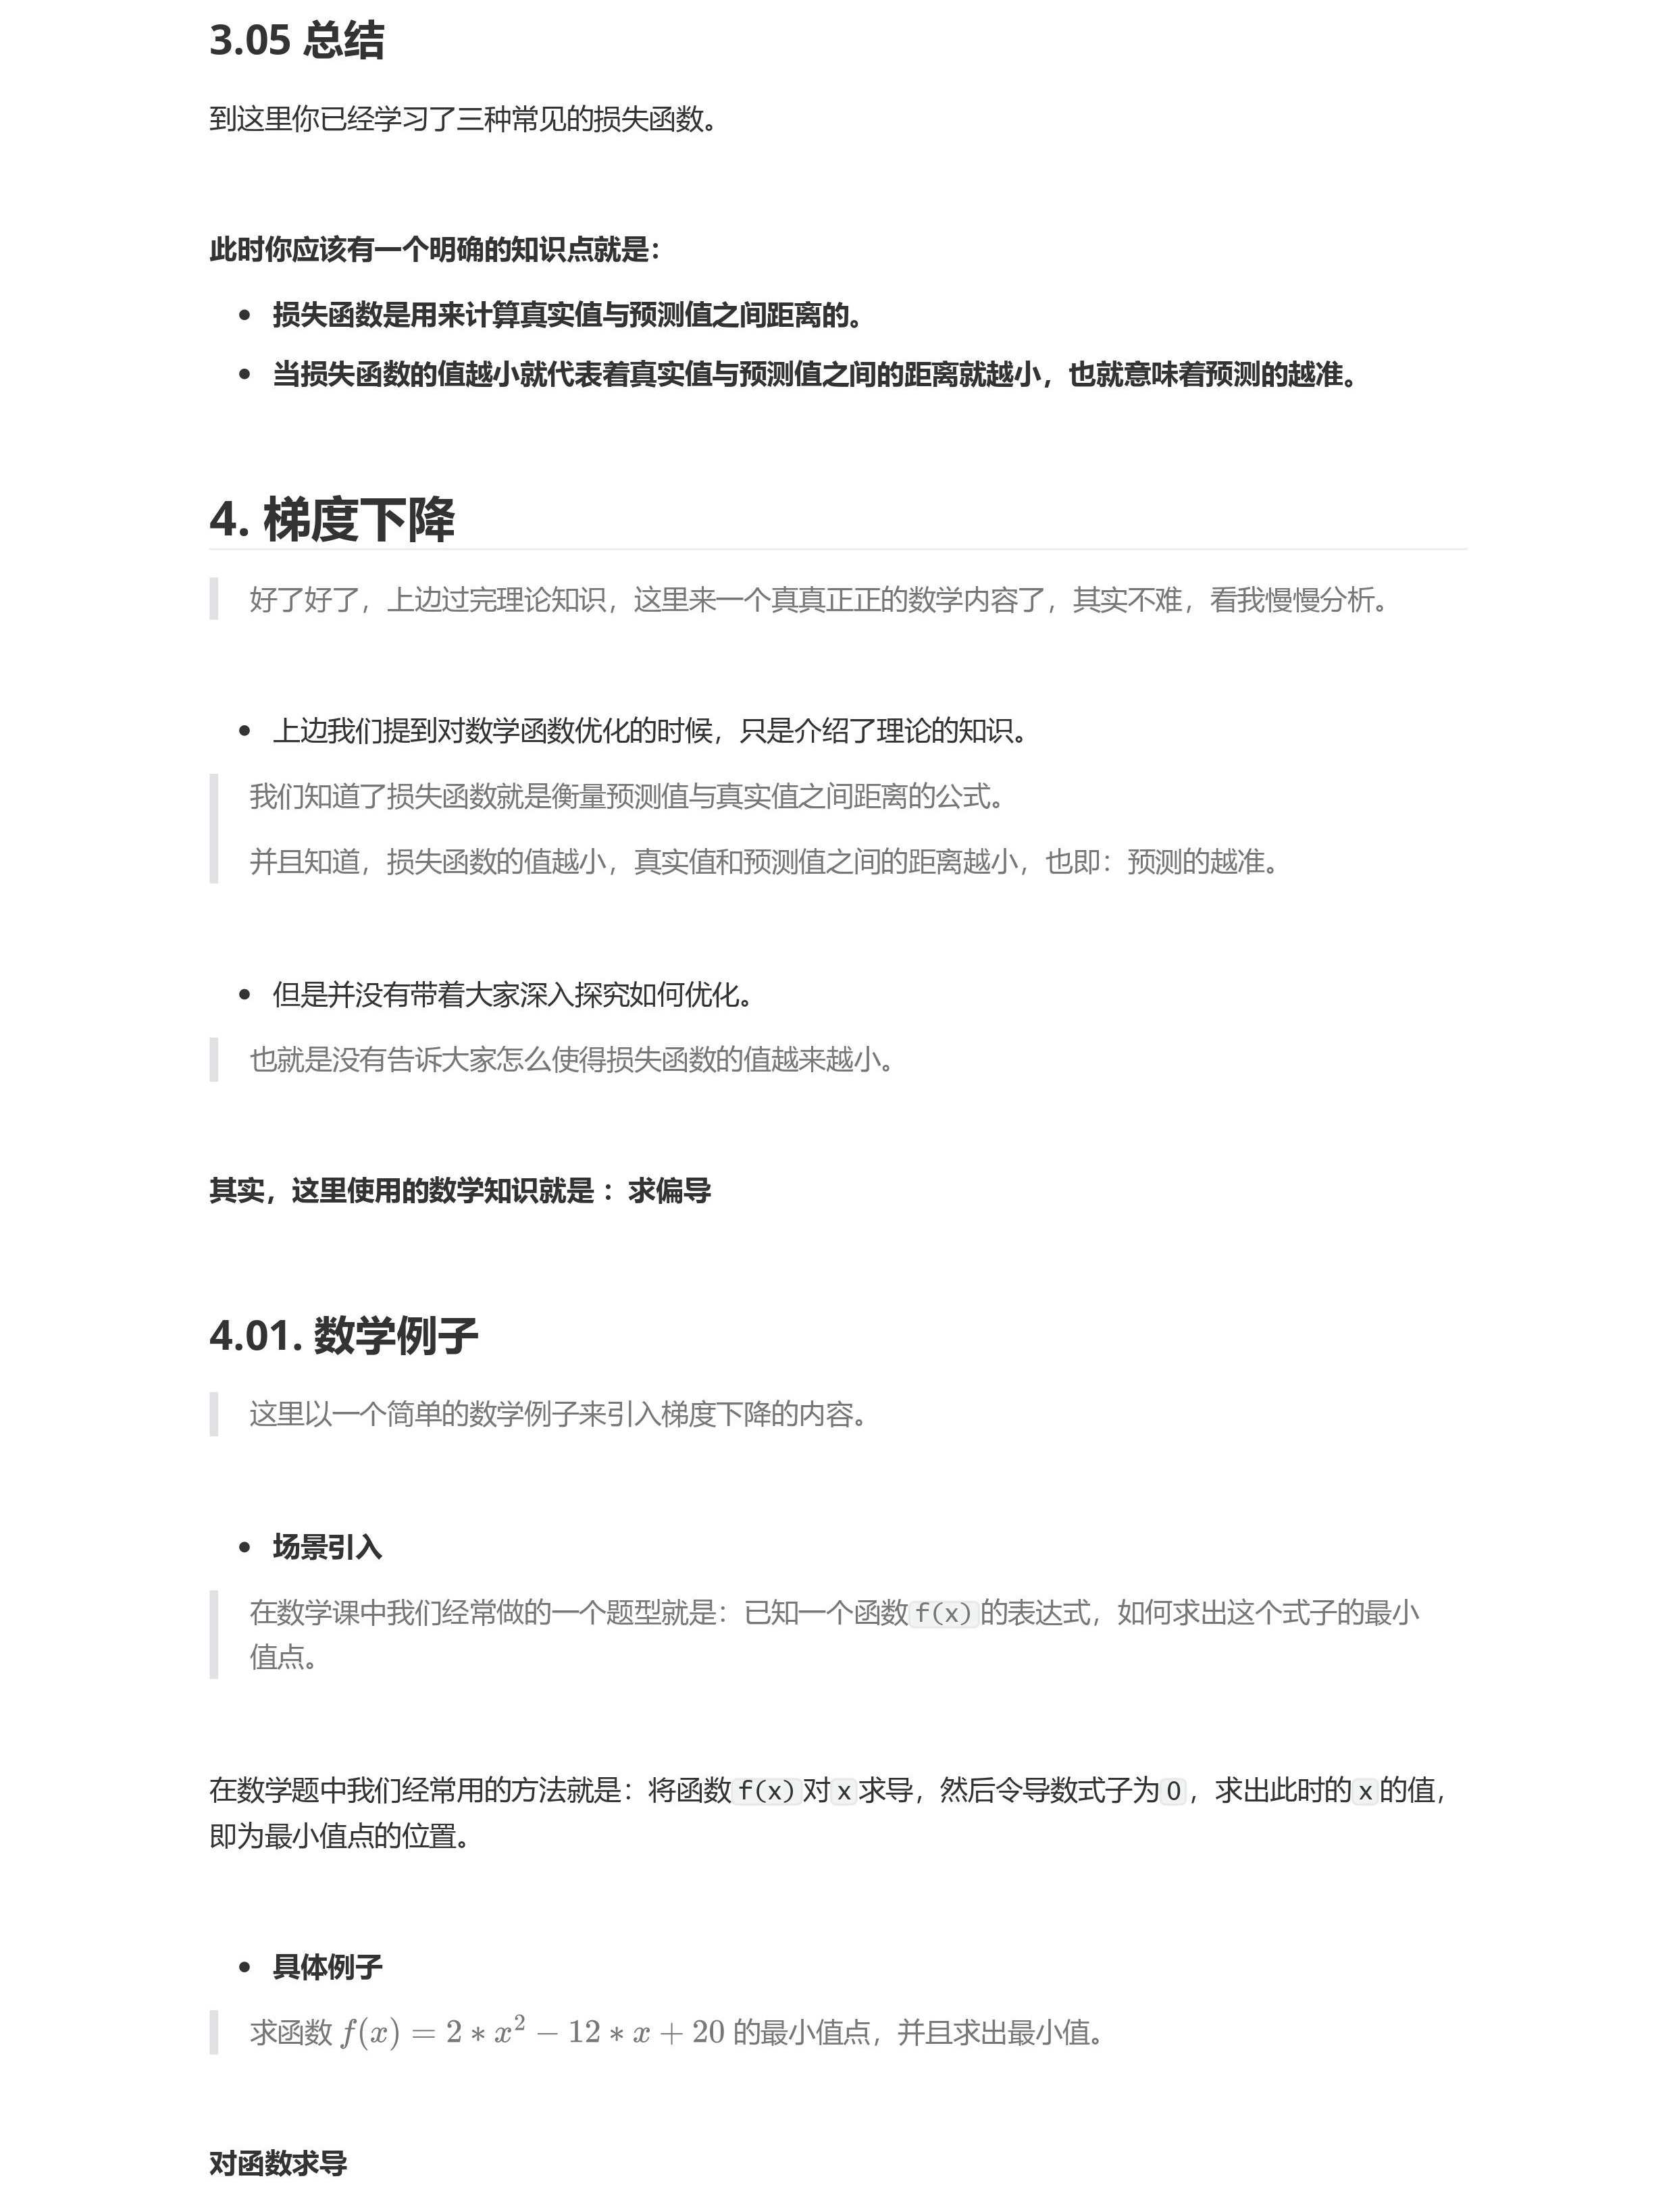 3.05 总结
到这里你已经学习了三种常见的损失函数。
此时你应该有一个明确的知识点就是：
• 损失函数是用来计算真实值与预测值之间距离的。
• 当损失函数的值越小就代表着真实值与预测值之间的距离就越小，也就意味着预测的越准。
4. 梯度下降
好了好了，上边过完理论知识，这里来一个真真正正的数学内容了，其实不难，看我慢慢分析。
• 上边我们提到对数学函数优化的时候，只是介绍了理论的知识。
我们知道了损失函数就是衡量预测值与真实值之间距离的公式。
并且知道，损失函数的值越小，真实值和预测值之间的距离越小，也即：预测的越准。
• 但是并没有带着大家深入探究如何优化。
也就是没有告诉大家怎么使得损失函数的值越来越小。
其实，这里使用的数学知识就是 ：求偏导
4.01. 数学例子
这里以一个简单的数学例子来引入梯度下降的内容。
• 场景引入
在数学课中我们经常做的一个题型就是：已知一个函数 f(x) 的表达式，如何求出这个式子的最小
值点。
在数学题中我们经常用的方法就是：将函数 f(x) 对 x 求导，然后令导数式子为 0 ，求出此时的 x 的值，
即为最小值点的位置。
• 具体例子
求函数 f(x) = 2 ∗ x² − 12 ∗ x + 20 的最小值点，并且求出最小值。
对函数求导